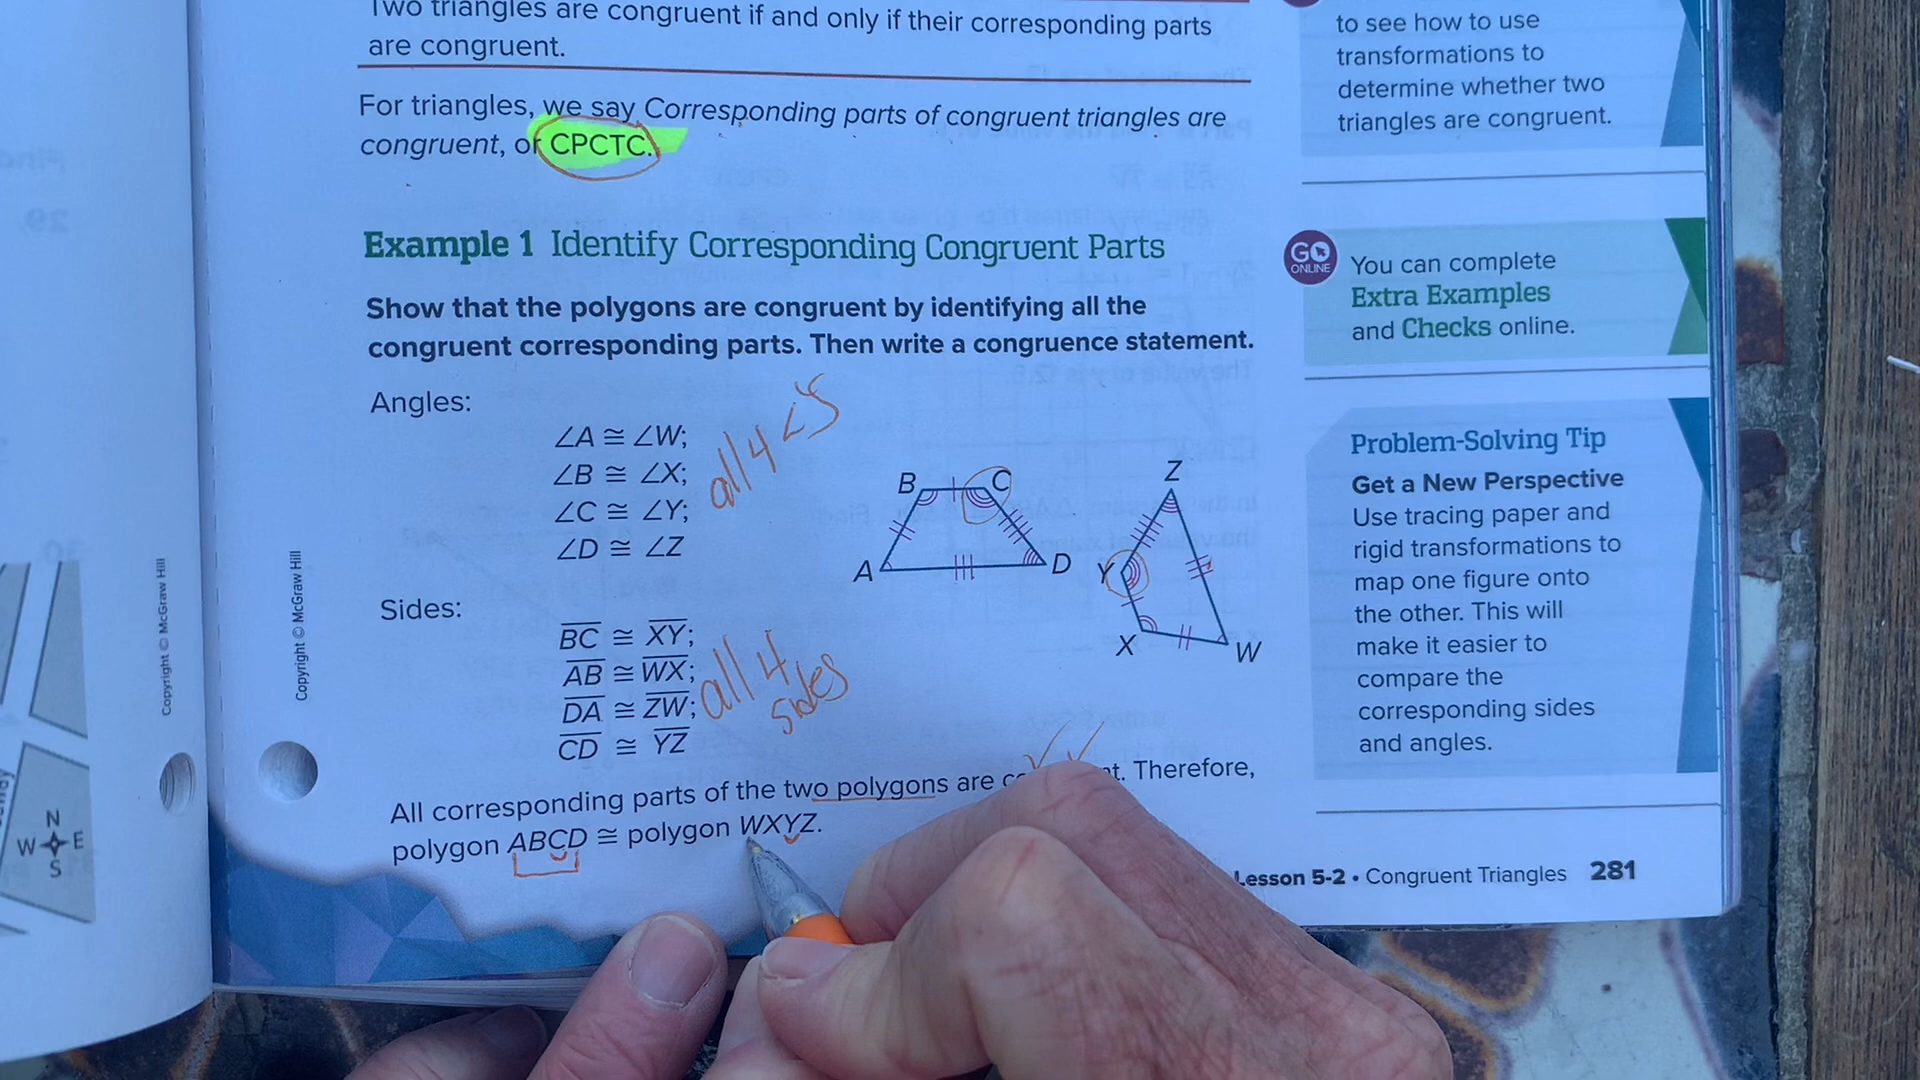 Two triangles are congruent if and only if their corresponding parts
are congruent.
For triangles, we say Corresponding parts of congruent triangles are
congruent, or CPCTC.
Example 1 Identify Corresponding Congruent Parts
Show that the polygons are congruent by identifying all the
congruent corresponding parts. Then write a congruence statement.
Angles:
∠A ≅ ∠W;
∠B ≅ ∠X;
∠C ≅ ∠Y;
∠D ≅ ∠Z
all 4 ∠s
B C
A D
Z
Y
X W
Sides:
BC ≅ XY;
AB ≅ WX;
DA ≅ ZW;
CD ≅ YZ
all 4
sides
All corresponding parts of the two polygons are Therefore,
polygon ABCD ≅ polygon WXYZ.
to see how to use
transformations to
determine whether two
triangles are congruent.
GO
ONLINE
You can complete
Extra Examples
and Checks online.
Problem-Solving Tip
Get a New Perspective
Use tracing paper and
rigid transformations to
map one figure onto
the other. This will
make it easier to
compare the
corresponding sides
and angles.
Lesson 5-2 • Congruent Triangles 281
Copyright © McGraw Hill
Copyright © McGraw Hill
N
W E
S